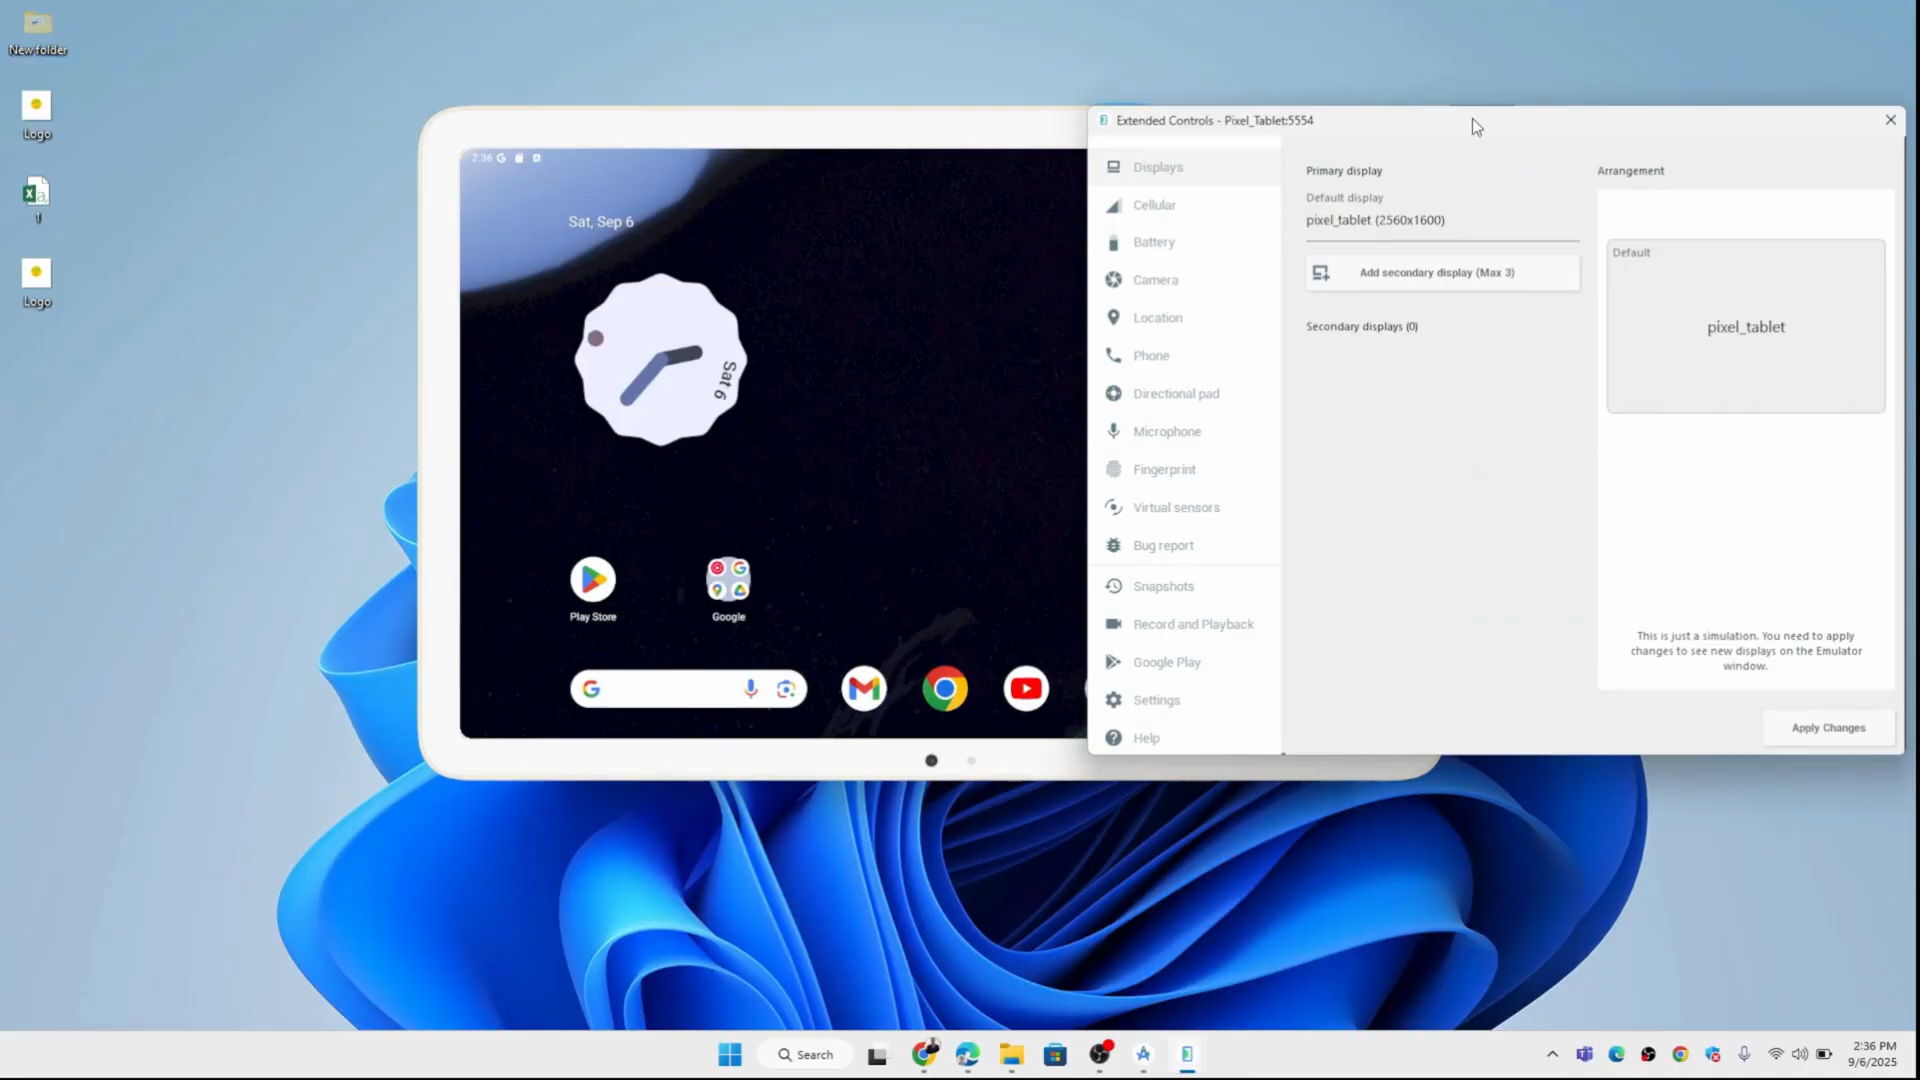 New folder
Logo
1
Logo
2:36
Sat, Sep 6
Sat 6
Play Store
Google
Extended Controls - Pixel_Tablet:5554
Displays
Cellular
Battery
Camera
Location
Phone
Directional pad
Microphone
Fingerprint
Virtual sensors
Bug report
Snapshots
Record and Playback
Google Play
Settings
Help
Primary display
Default display
pixel_tablet (2560x1600)
Add secondary display (Max 3)
Secondary displays (0)
Arrangement
Default
pixel_tablet
This is just a simulation. You need to apply
changes to see new displays on the Emulator
window.
Apply Changes
Search
2:36 PM
9/6/2025